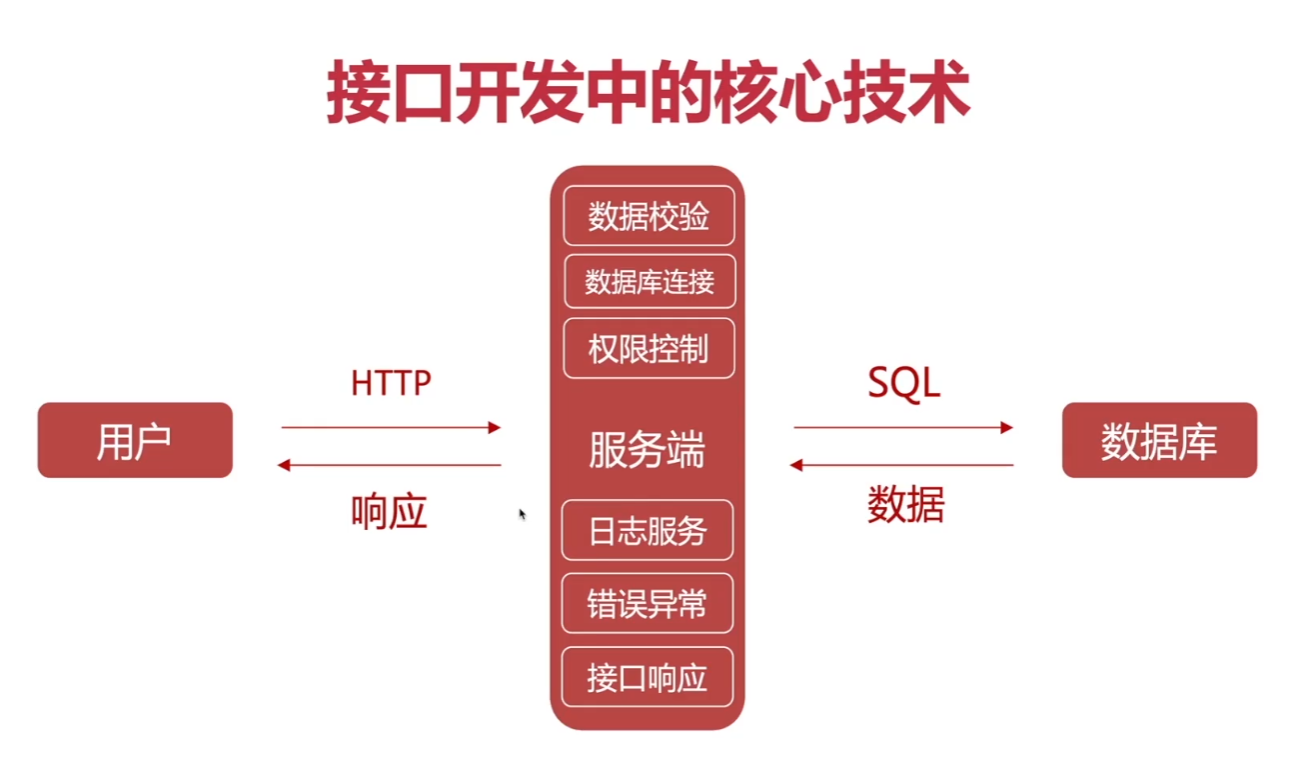 接口开发中的核心技术
数据校验
数据库连接
权限控制
HTTP
SQL
用户
服务端
数据库
响应
数据
日志服务
错误异常
接口响应